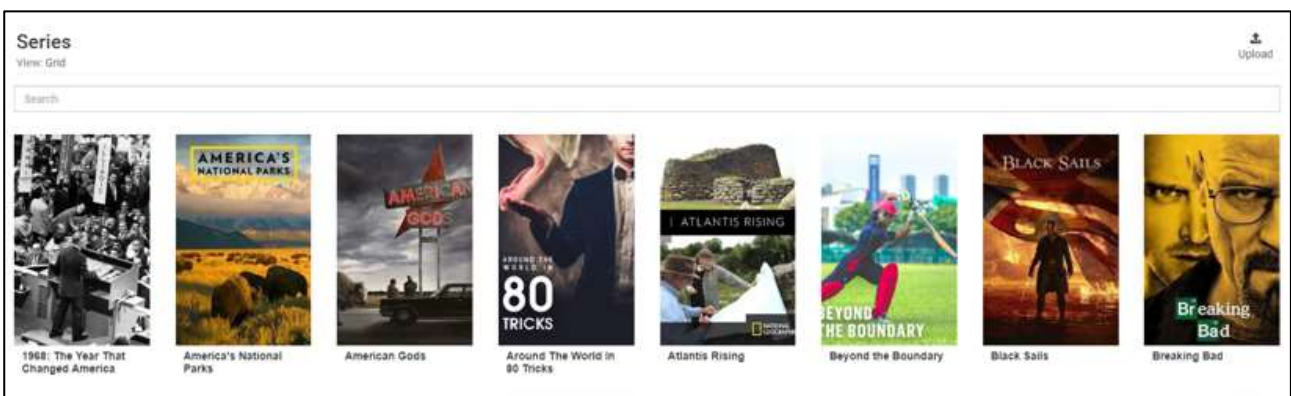 Series
View: Grid
Upload
Search
AMERICA'S
NATIONAL PARKS
AMERICAN
GODS
AROUND THE
WORLD IN
80
TRICKS
ATLANTIS RISING
NATIONAL
GEOGRAPHIC
BEYOND
THE BOUNDARY
BLACK SAILS
Breaking
Bad
1968: The Year That
Changed America
America's National
Parks
American Gods
Around The World in
80 Tricks
Atlantis Rising
Beyond the Boundary
Black Sails
Breaking Bad